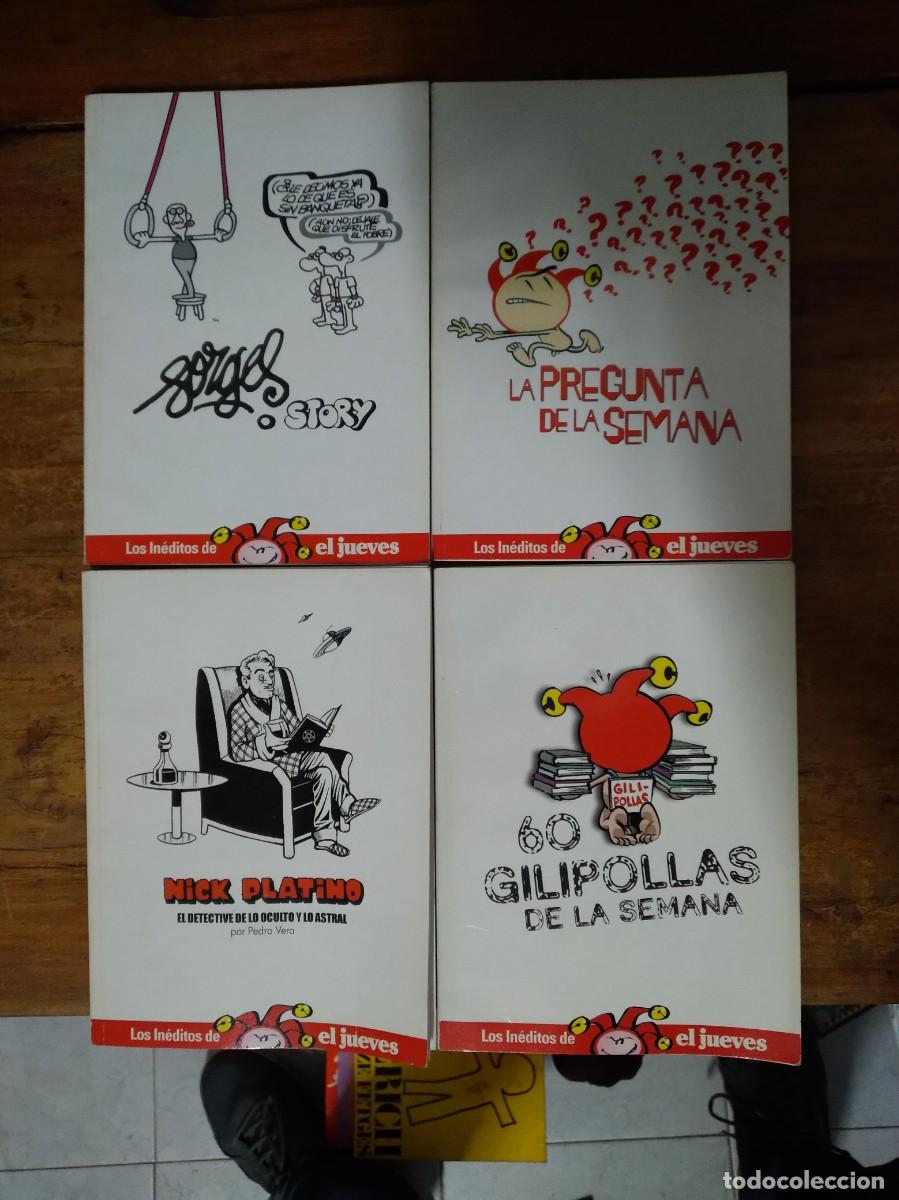 (¿LE DECIMOS YA
LO DE QUE ES
SIN BANQUETA?)
(AÚN NO; DÉJALE
QUE DISFRUTE
EL POBRE)
Forges
STORY
Los Inéditos de el jueves
LA PREGUNTA
DE LA SEMANA
Los Inéditos de el jueves
NICK PLATINO
EL DETECTIVE DE LO OCULTO Y LO ASTRAL
por Pedro Vera
Los Inéditos de el jueves
GILI-
POLLAS
60
GILIPOLLAS
DE LA SEMANA
Los Inéditos de el jueves
todocoleccion